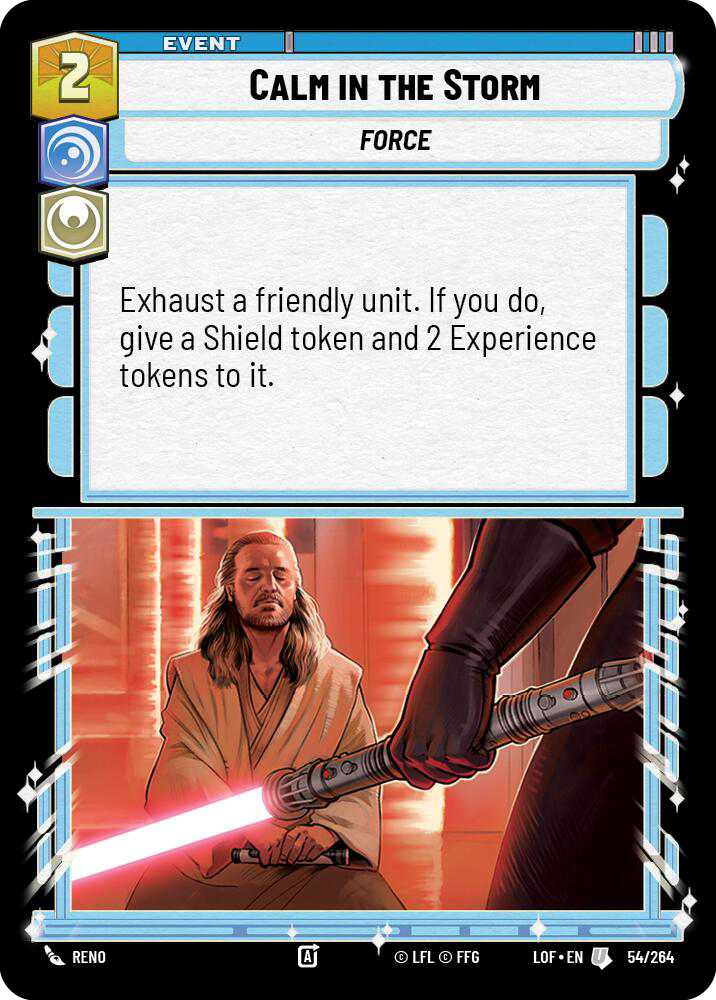 EVENT
2
CALM IN THE STORM
FORCE
Exhaust a friendly unit. If you do,
give a Shield token and 2 Experience
tokens to it.
RENO
A
© LFL © FFG
LOF • EN
U
54/264